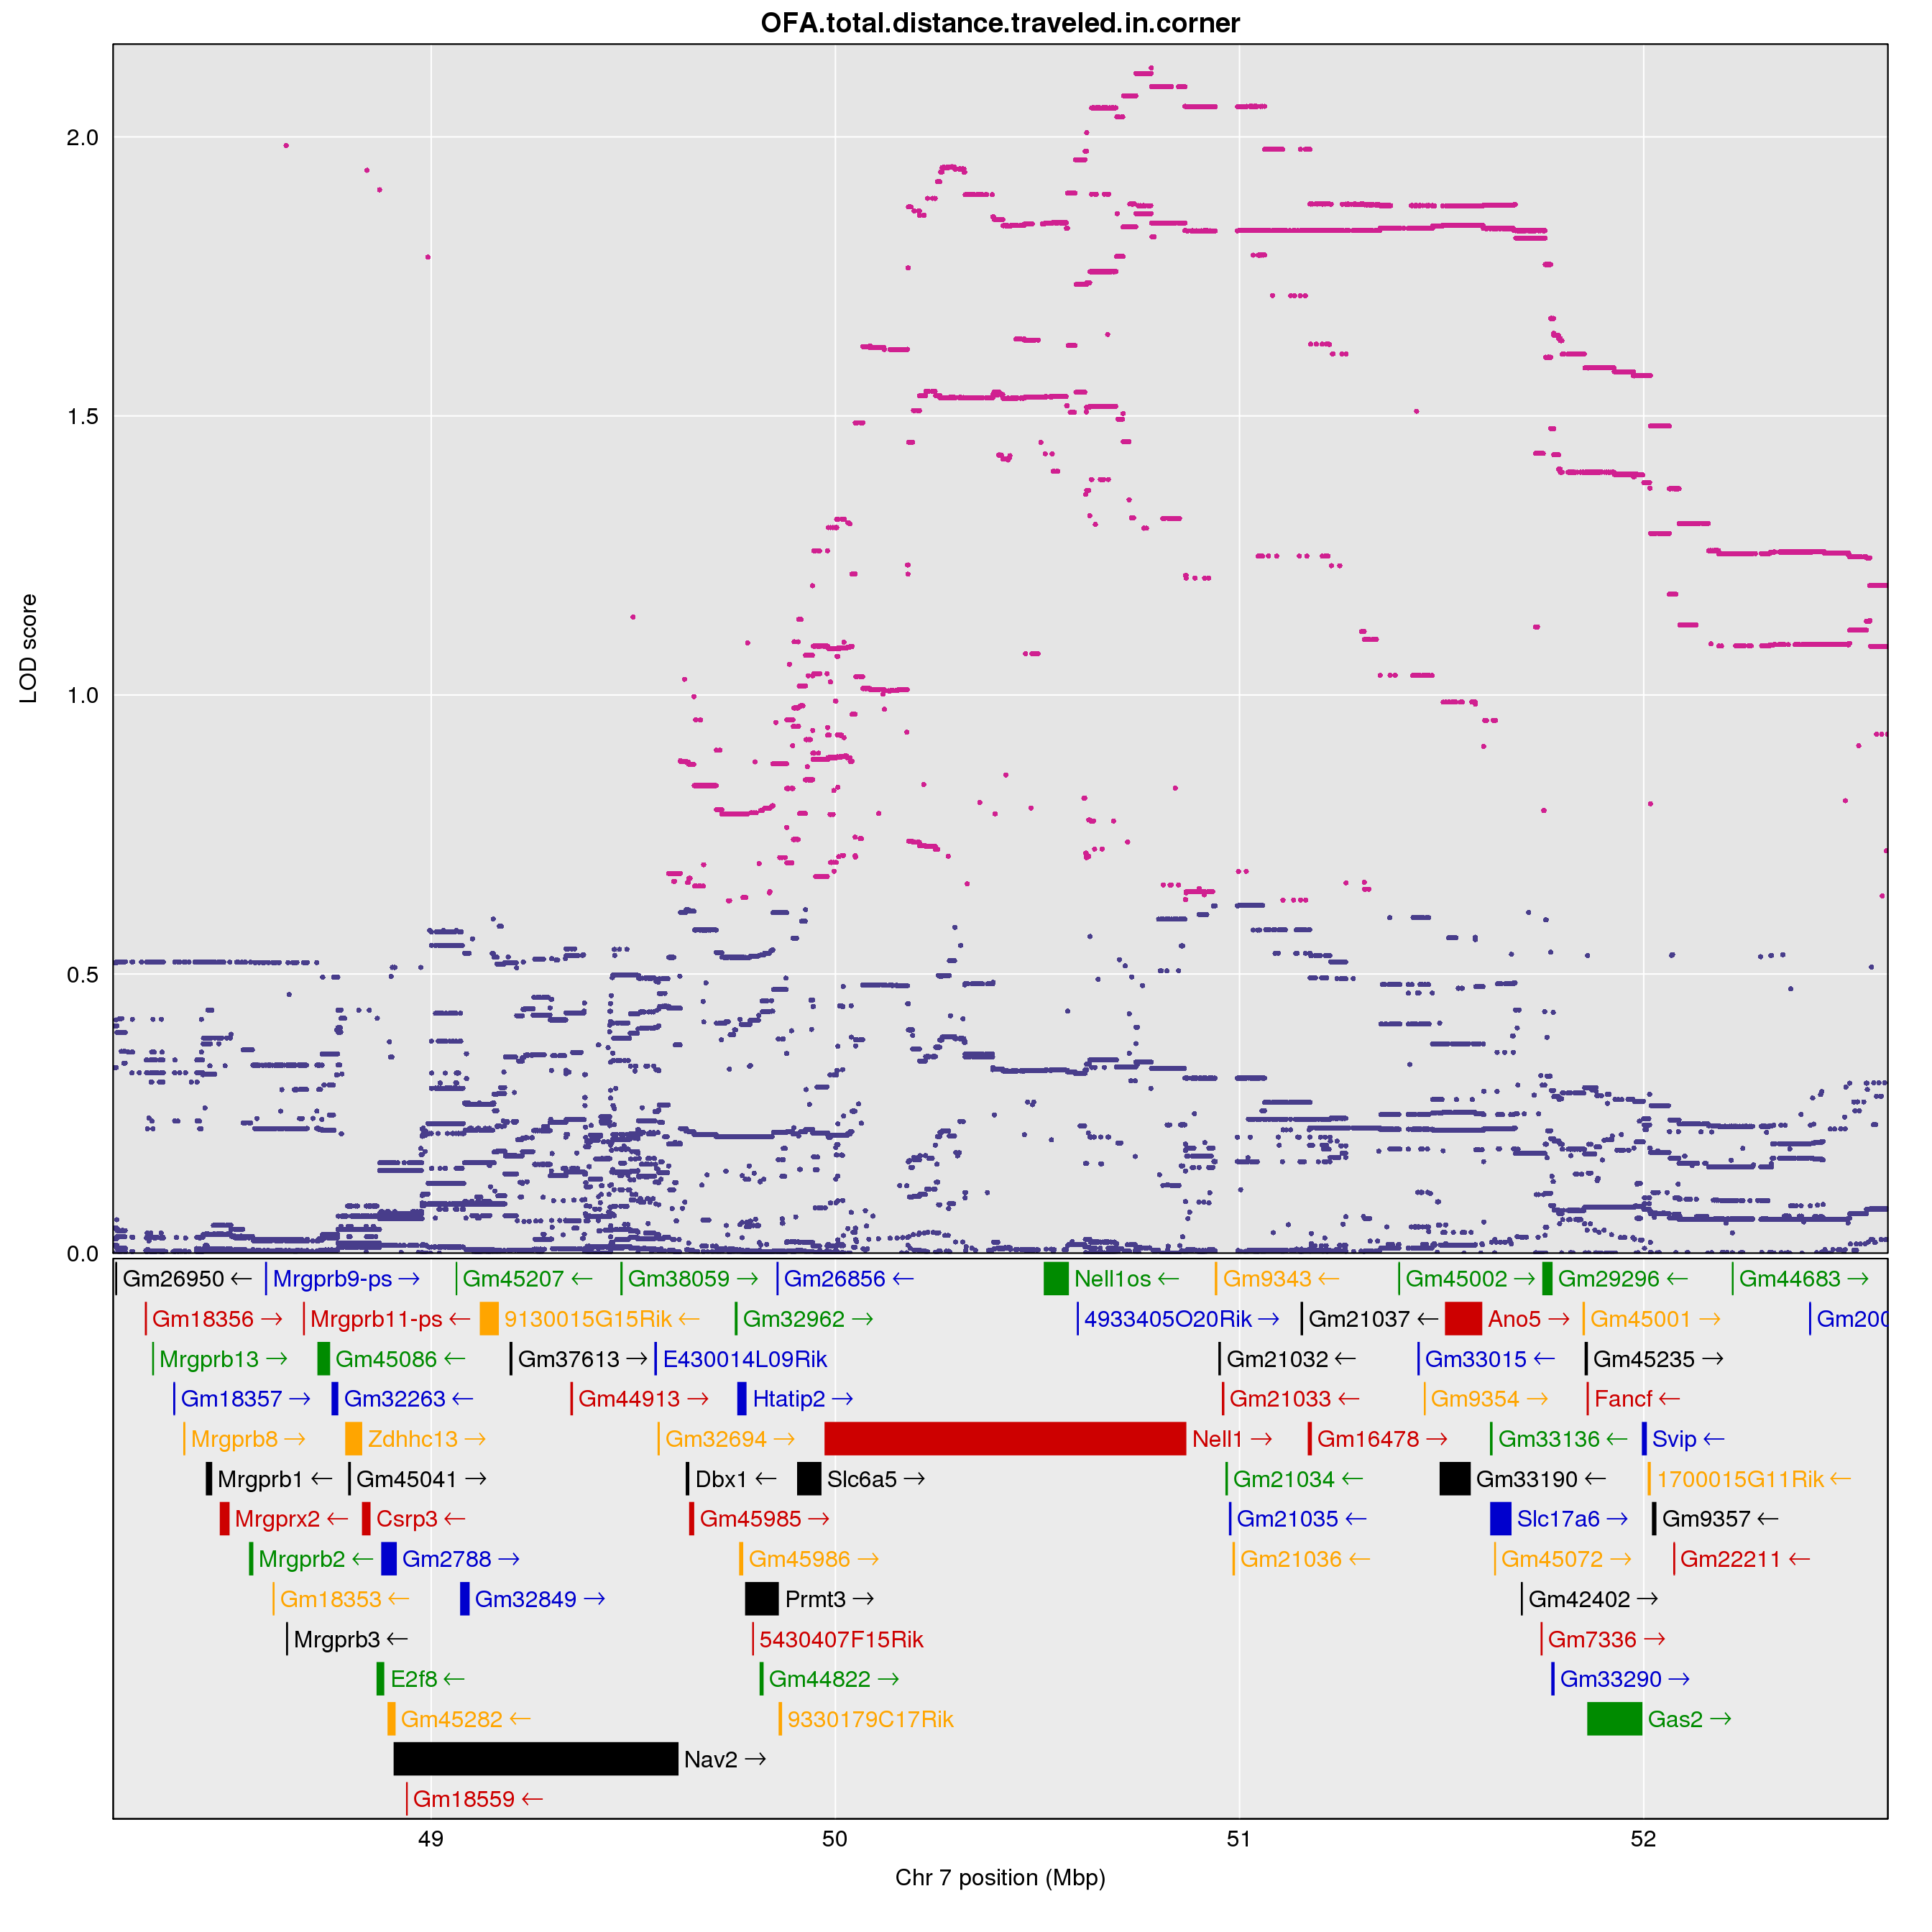 OFA.total.distance.traveled.in.corner
2.0
1.5
1.0
0.5
0.0
LOD score
Gm26950 ← Mrgprb9-ps → Gm45207 ← Gm38059 → Gm26856 ← Nell1os ← Gm9343 ← Gm45002 → Gm29296 ← Gm44683 →
Gm18356 → Mrgprb11-ps ← 9130015G15Rik ← Gm32962 → 4933405O20Rik → Gm21037 ← Ano5 → Gm45001 → Gm200
Mrgprb13 → Gm45086 ← Gm37613 → E430014L09Rik Gm21032 ← Gm33015 ← Gm45235 →
Gm18357 → Gm32263 ← Gm44913 → Htatip2 → Gm21033 ← Gm9354 → Fancf ←
Mrgprb8 → Zdhhc13 → Gm32694 → Nell1 → Gm16478 → Gm33136 ← Svip ←
Mrgprb1 ← Gm45041 → Dbx1 ← Slc6a5 → Gm21034 ← Gm33190 ← 1700015G11Rik ←
Mrgprx2 ← Csrp3 ← Gm45985 → Gm21035 ← Slc17a6 → Gm9357 ←
Mrgprb2 ← Gm2788 → Gm45986 → Gm21036 ← Gm45072 → Gm22211 ←
Gm18353 ← Gm32849 → Prmt3 → Gm42402 →
Mrgprb3 ← 5430407F15Rik Gm7336 →
E2f8 ← Gm44822 → Gm33290 →
Gm45282 ← 9330179C17Rik Gas2 →
Nav2 →
Gm18559 ←
49 50 51 52
Chr 7 position (Mbp)